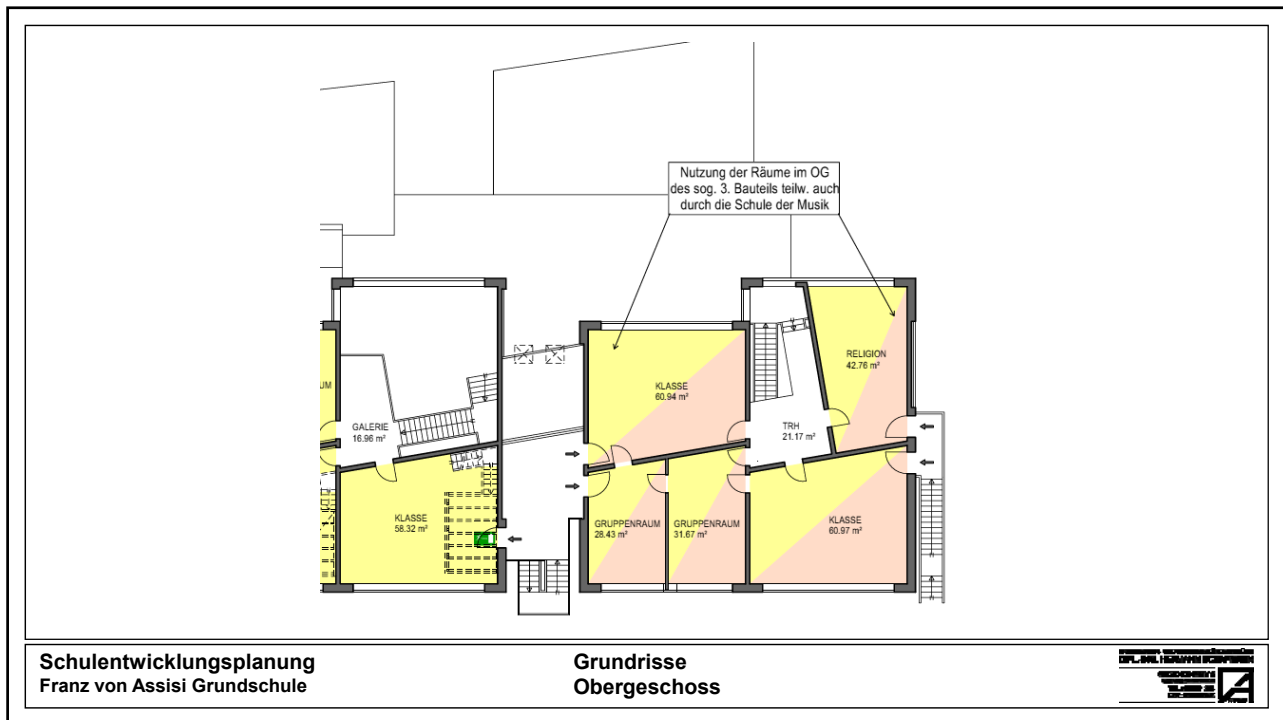 Nutzung der Räume im OG
des sog. 3. Bauteils teilw. auch
durch die Schule der Musik
RELIGION
42.76 m²
UM
KLASSE
60.94 m²
GALERIE
16.96 m²
TRH
21.17 m²
KLASSE
58.32 m²
GRUPPENRAUM
28.43 m²
GRUPPENRAUM
31.67 m²
KLASSE
60.97 m²
Schulentwicklungsplanung
Franz von Assisi Grundschule
Grundrisse
Obergeschoss